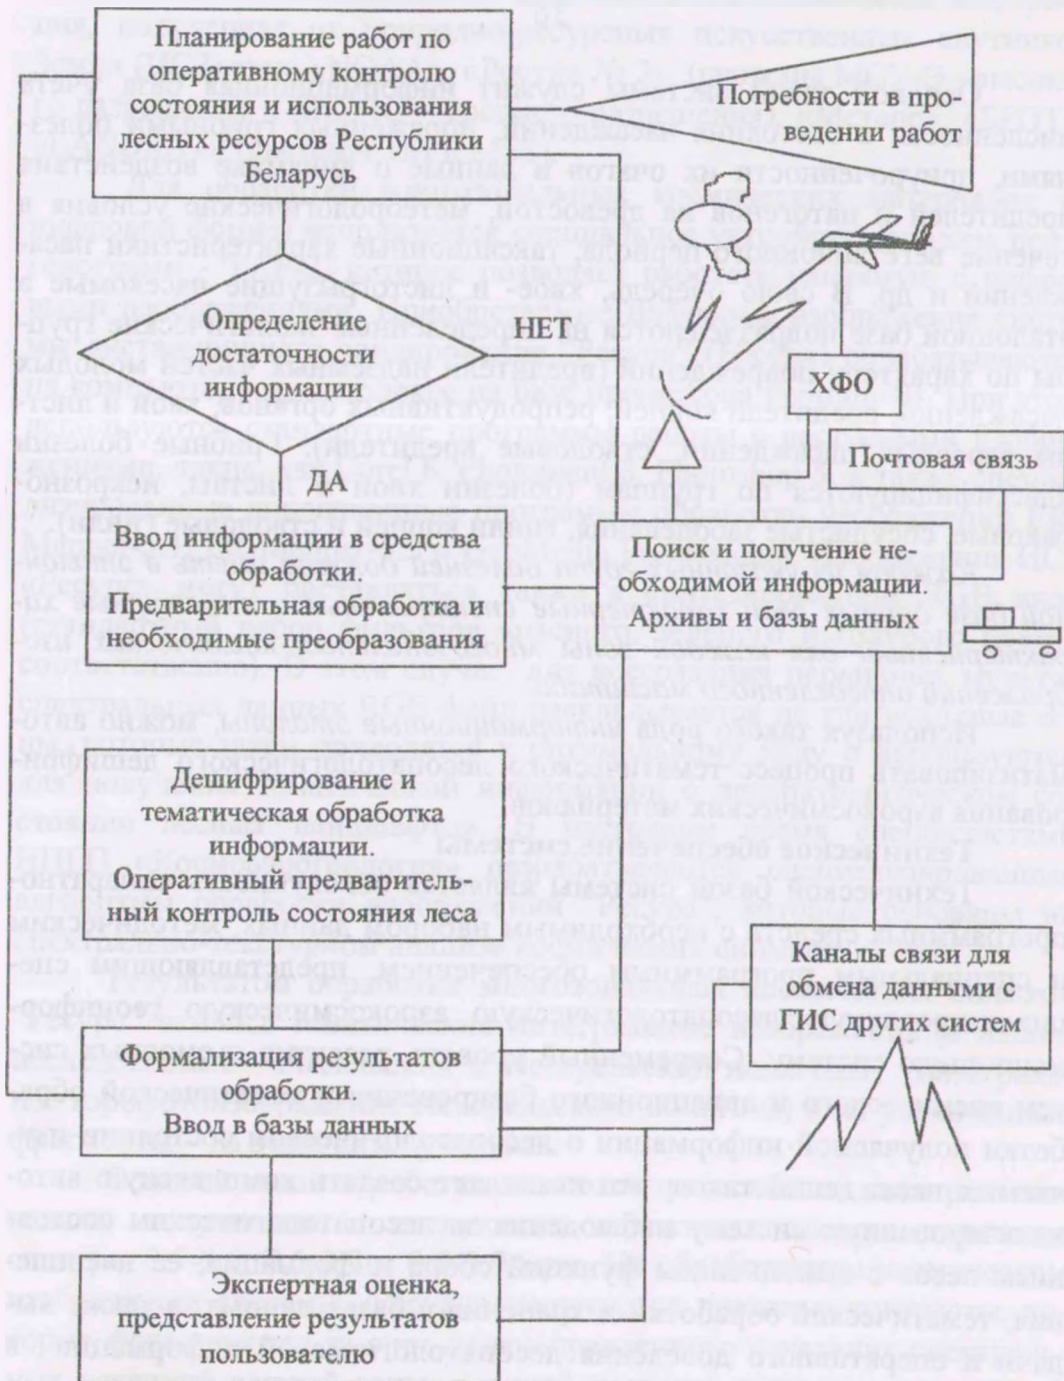 Планирование работ по
оперативному контролю
состояния и использования
лесных ресурсов Республики
Беларусь
Потребности в про-
ведении работ
Определение
достаточности
информации
НЕТ
ДА
ХФО
Почтовая связь
Ввод информации в средства
обработки.
Предварительная обработка и
необходимые преобразования
Поиск и получение не-
обходимой информации.
Архивы и базы данных
Дешифрирование и
тематическая обработка
информации.
Оперативный предваритель-
ный контроль состояния леса
Каналы связи для
обмена данными с
ГИС других систем
Формализация результатов
обработки.
Ввод в базы данных
Экспертная оценка,
представление результатов
пользователю